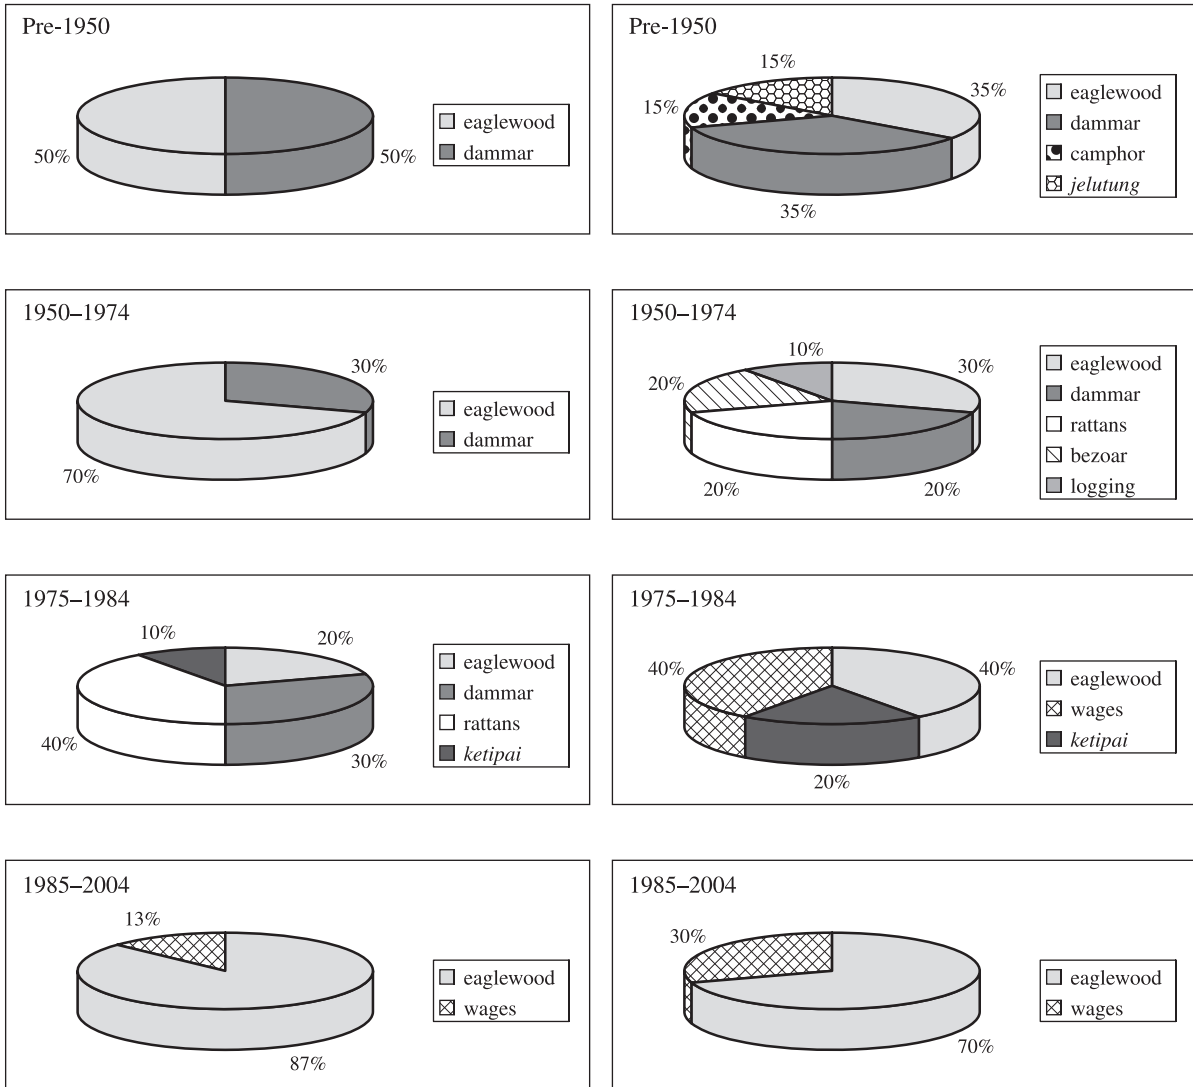 Pre-1950
50%
50%
eaglewood
dammar
Pre-1950
15%
35%
15%
35%
eaglewood
dammar
camphor
jelutung
1950–1974
30%
70%
eaglewood
dammar
1950–1974
10%
30%
20%
20%
20%
eaglewood
dammar
rattans
bezoar
logging
1975–1984
10%
20%
40%
30%
eaglewood
dammar
rattans
ketipai
1975–1984
40%
40%
20%
eaglewood
wages
ketipai
1985–2004
13%
87%
eaglewood
wages
1985–2004
30%
70%
eaglewood
wages